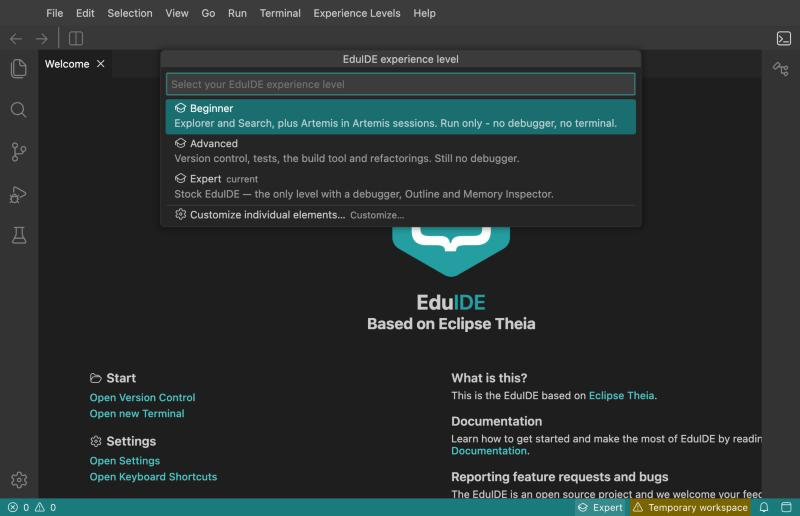 File Edit Selection View Go Run Terminal Experience Levels Help
Welcome
EduIDE experience level
Select your EduIDE experience level
Beginner
Explorer and Search, plus Artemis in Artemis sessions. Run only - no debugger, no terminal.
Advanced
Version control, tests, the build tool and refactorings. Still no debugger.
Expert current
Stock EduIDE — the only level with a debugger, Outline and Memory Inspector.
Customize individual elements... Customize...
EduIDE
Based on Eclipse Theia
Start
Open Version Control
Open new Terminal
Settings
Open Settings
Open Keyboard Shortcuts
What is this?
This is the EduIDE based on Eclipse Theia.
Documentation
Learn how to get started and make the most of EduIDE by readin
Documentation.
Reporting feature requests and bugs
The EduIDE is an open source project and we welcome your feed
0 0 Expert Temporary workspace